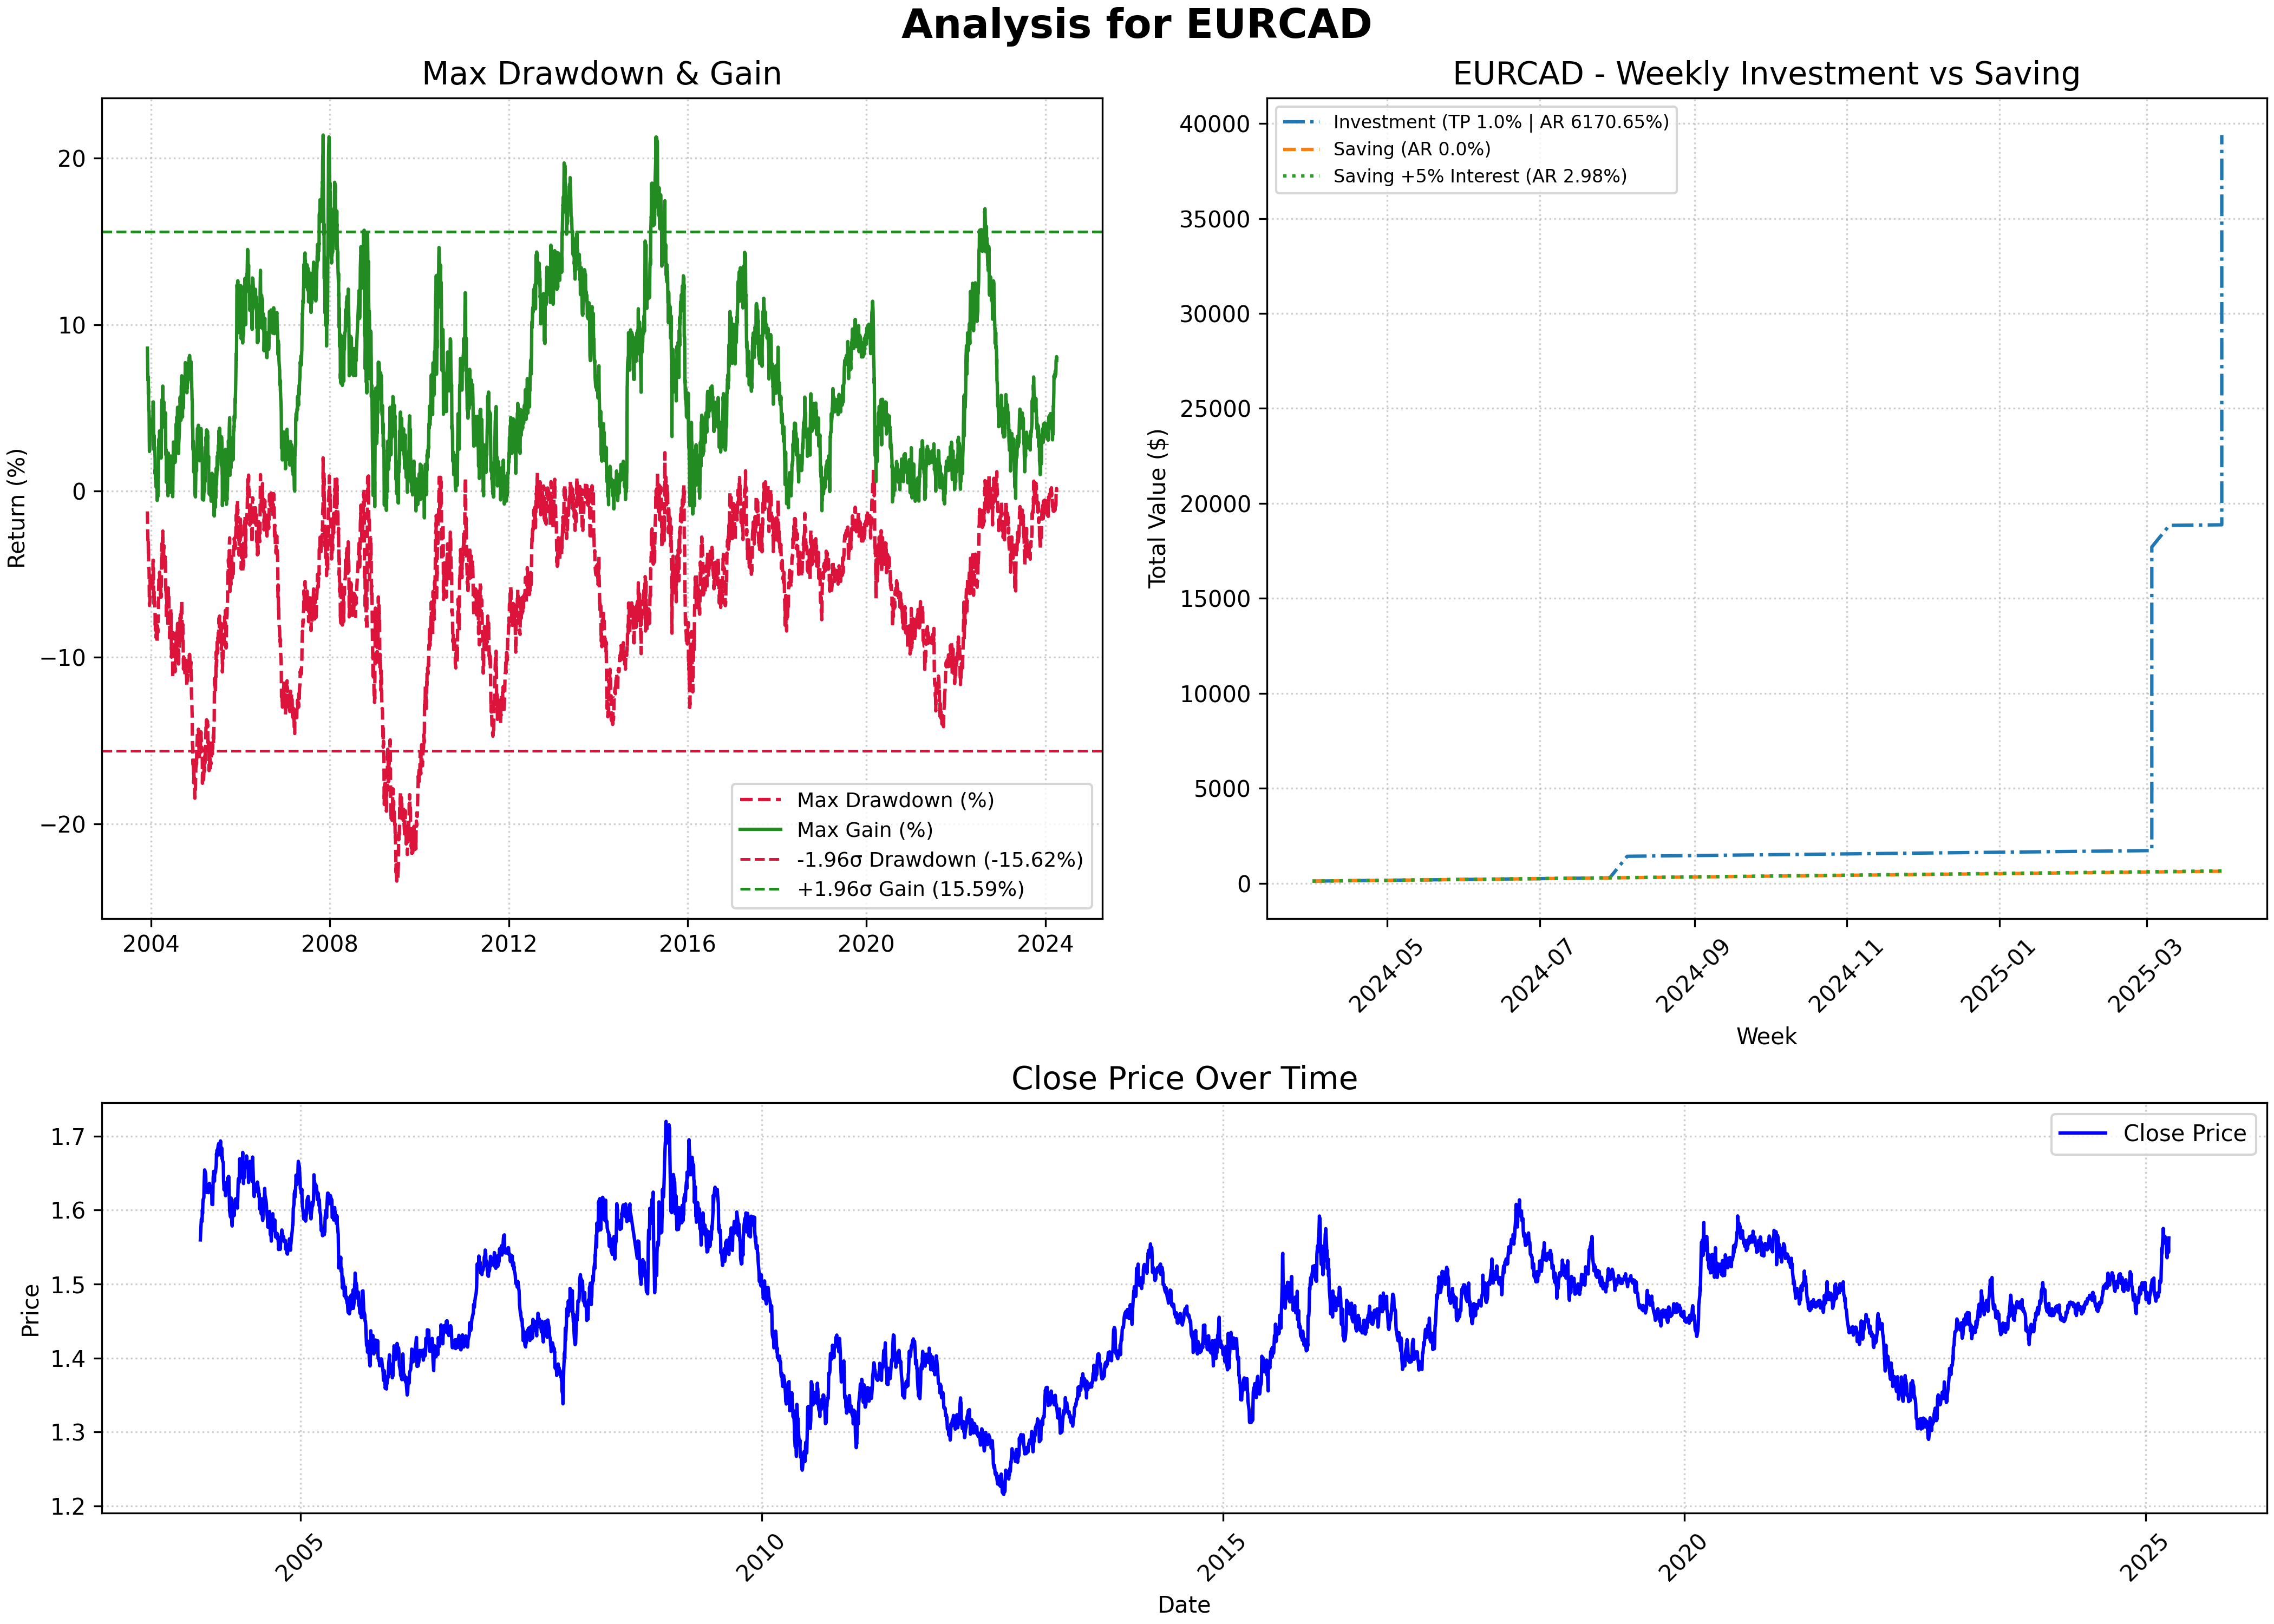 Analysis for EURCAD
Max Drawdown & Gain
Return (%)
20
10
0
−10
−20
2004
2008
2012
2016
2020
2024
Max Drawdown (%)
Max Gain (%)
-1.96σ Drawdown (-15.62%)
+1.96σ Gain (15.59%)
EURCAD - Weekly Investment vs Saving
Total Value ($)
40000
35000
30000
25000
20000
15000
10000
5000
0
Investment (TP 1.0% | AR 6170.65%)
Saving (AR 0.0%)
Saving +5% Interest (AR 2.98%)
2024-05
2024-07
2024-09
2024-11
2025-01
2025-03
Week
Close Price Over Time
Price
1.7
1.6
1.5
1.4
1.3
1.2
Close Price
2005
2010
2015
2020
2025
Date